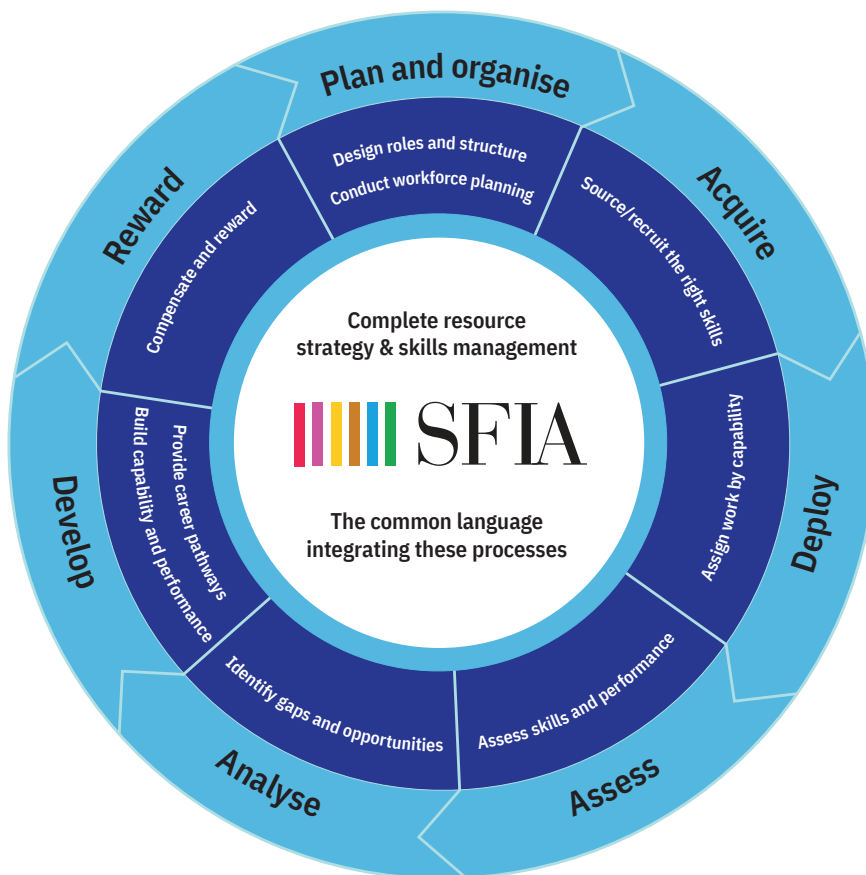 Plan and organise
Design roles and structure
Conduct workforce planning
Acquire
Source/recruit the right skills
Deploy
Assign work by capability
Assess
Assess skills and performance
Analyse
Identify gaps and opportunities
Develop
Provide career pathways
Build capability and performance
Reward
Compensate and reward
Complete resource
strategy & skills management
SFIA
The common language
integrating these processes